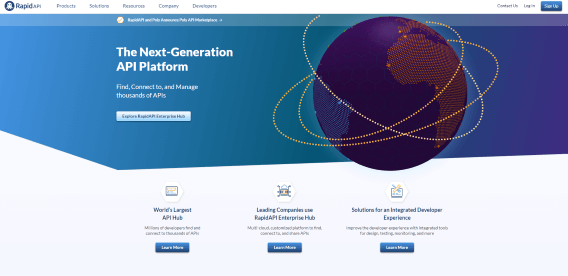 RapidAPI
Products Solutions Resources Company Developers
Contact Us Log In Sign Up
RapidAPI and Poly Announce Poly API Marketplace →
The Next-Generation
API Platform
Find, Connect to, and Manage
thousands of APIs
Explore RapidAPI Enterprise Hub
World's Largest
API Hub
Millions of developers find and
connect to thousands of APIs
Learn More
Leading Companies use
RapidAPI Enterprise Hub
Multi-cloud, customized platform to find,
connect to, and share APIs
Learn More
Solutions for an Integrated Developer
Experience
Improve the developer experience with integrated tools
for design, testing, monitoring, and more
Learn More